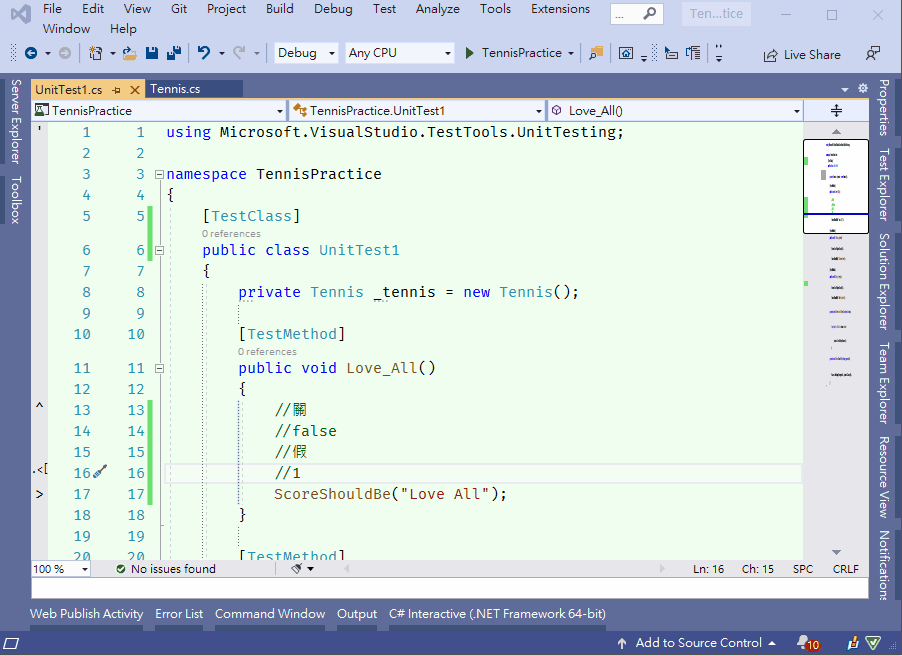 File Edit View Git Project Build Debug Test Analyze Tools Extensions ... Ten...tice
Window Help
Debug Any CPU TennisPractice Live Share
Server Explorer
Toolbox
UnitTest1.cs Tennis.cs
TennisPractice TennisPractice.UnitTest1 Love_All()
1 1 using Microsoft.VisualStudio.TestTools.UnitTesting;
2 2
3 3 namespace TennisPractice
4 4 {
5 5 [TestClass]
0 references
6 6 public class UnitTest1
7 7 {
8 8 private Tennis _tennis = new Tennis();
9 9
10 10 [TestMethod]
0 references
11 11 public void Love_All()
12 12 {
^ 13 13 //關
14 14 //false
15 15 //假
.<[ 16 16 //1
> 17 17 ScoreShouldBe("Love All");
18 18 }
19 19
20 20 [TestMethod]
Properties
Test Explorer
Solution Explorer
Team Explorer
Resource View
Notifications
100 % No issues found Ln: 16 Ch: 15 SPC CRLF
Web Publish Activity Error List Command Window Output C# Interactive (.NET Framework 64-bit)
Add to Source Control 10